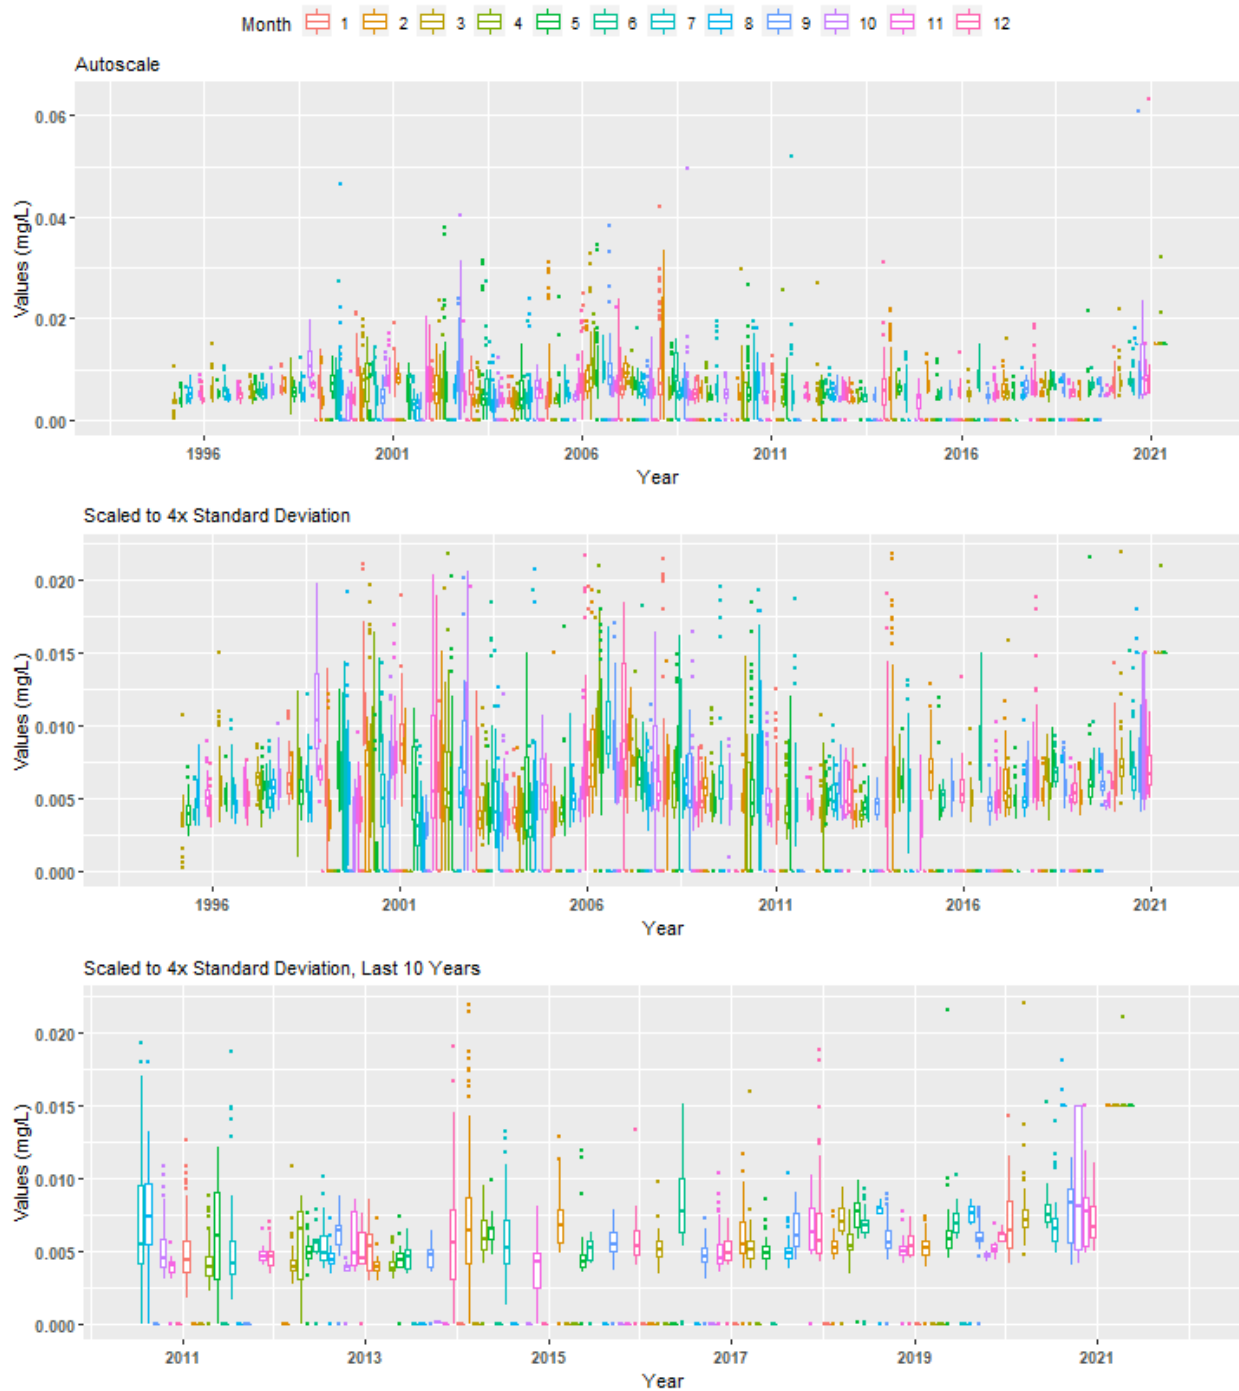 Month 1 2 3 4 5 6 7 8 9 10 11 12
Autoscale
Values (mg/L)
0.06
0.04
0.02
0.00
1996 2001 2006 2011 2016 2021
Year
Scaled to 4x Standard Deviation
Values (mg/L)
0.020
0.015
0.010
0.005
0.000
1996 2001 2006 2011 2016 2021
Year
Scaled to 4x Standard Deviation, Last 10 Years
Values (mg/L)
0.020
0.015
0.010
0.005
0.000
2011 2013 2015 2017 2019 2021
Year